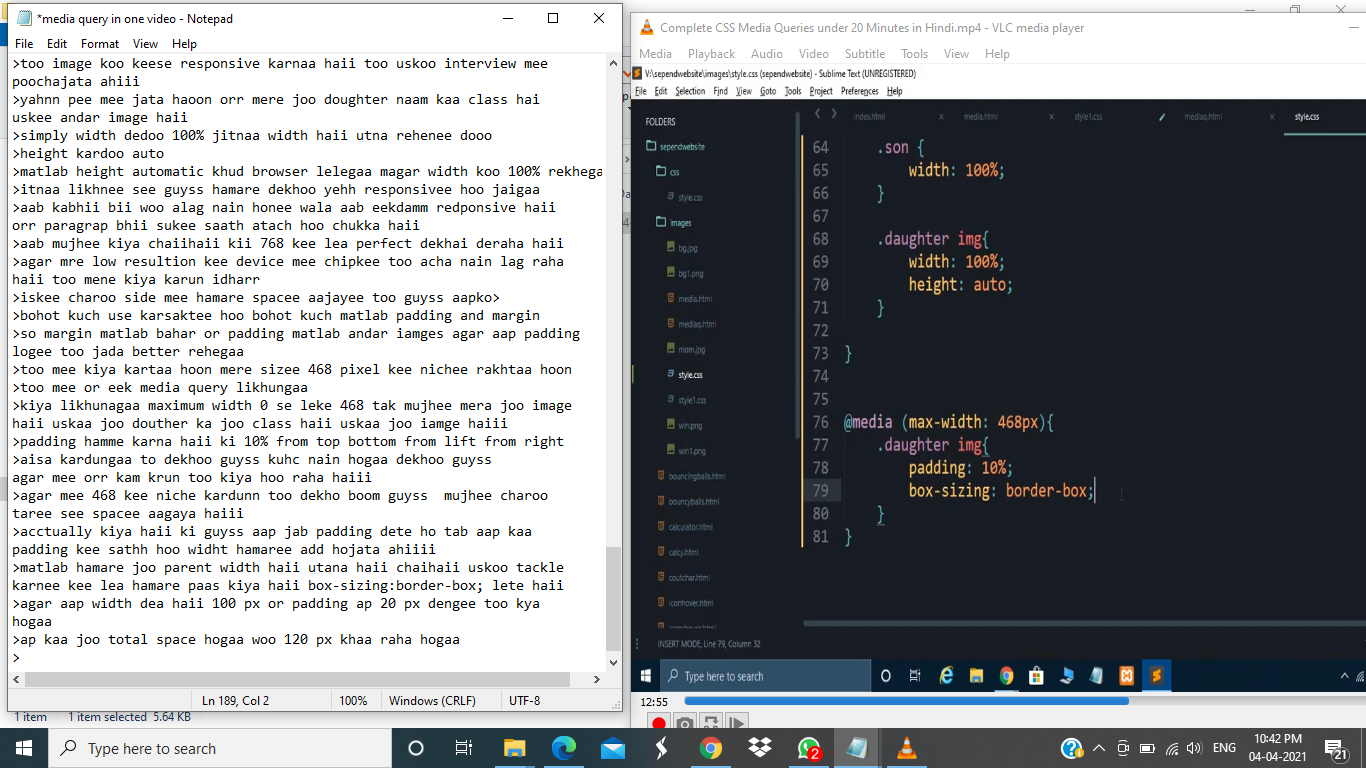 *media query in one video - Notepad
File Edit Format View Help
>too image koo keese responsive karnaa haii too uskoo interview mee
poochajata ahiii
>yahnn pee mee jata haoon orr mere joo doughter naam kaa class hai
uskee andar image haii
>simply width dedoo 100% jitnaa width haii utna rehenee dooo
>height kardoo auto
>matlab height automatic khud browser lelegaa magar width koo 100% rekhega
>itnaa likhnee see guyss hamare dekhoo yehh responsivee hoo jaigaa
>aab kabhii bii woo alag nain honee wala aab eekdamm redponsive haii
orr paragrap bhii sukee saath atach hoo chukka haii
>aab mujhee kiya chaiihaii kii 768 kee lea perfect dekhai deraha haii
>agar mre low resultion kee device mee chipkee too acha nain lag raha
haii too mene kiya karun idharr
>iskee charoo side mee hamare spacee aajayee too guyss aapko>
>bohot kuch use karsaktee hoo bohot kuch matlab padding and margin
>so margin matlab bahar or padding matlab andar iamges agar aap padding
logee too jada better rehegaa
>too mee kiya kartaa hoon mere sizee 468 pixel kee nichee rakhtaa hoon
>too mee or eek media query likhungaa
>kiya likhunagaa maximum width 0 se leke 468 tak mujhee mera joo image
haii uskaa joo douther ka joo class haii uskaa joo iamge haiii
>padding hamme karna haii ki 10% from top bottom from lift from right
>aisa kardungaa to dekhoo guyss kuhc nain hogaa dekhoo guyss
agar mee orr kam krun too kiya hoo raha haiii
>agar mee 468 kee niche kardunn too dekho boom guyss  mujhee charoo
taree see spacee aagaya haiii
>acctually kiya haii ki guyss aap jab padding dete ho tab aap kaa
padding kee sathh hoo widht hamaree add hojata ahiiii
>matlab hamare joo parent width haii utana haii chaihaii uskoo tackle
karnee kee lea hamare paas kiya haii box-sizing:border-box; lete haii
>agar aap width dea haii 100 px or padding ap 20 px dengee too kya
hogaa
>ap kaa joo total space hogaa woo 120 px khaa raha hogaa
>
Ln 189, Col 2 100% Windows (CRLF) UTF-8
1 item 1 item selected 5.64 KB
Complete CSS Media Queries under 20 Minutes in Hindi.mp4 - VLC media player
Media Playback Audio Video Subtitle Tools View Help
V:\sependwebsite\images\style.css (sependwebsite) - Sublime Text (UNREGISTERED)
File Edit Selection Find View Goto Tools Project Preferences Help
FOLDERS
sependwebsite
css
style.css
images
bg.jpg
bg1.png
media.html
mediaq.html
mom.jpg
style.css
style1.css
win.png
win1.png
bouncingballs.html
bouncyballs.html
calculator.html
calcy.html
coutchar.html
iconhover.html
index.html media.html style1.css mediaq.html style.css
64 .son {
65 width: 100%;
66 }
67
68 .daughter img{
69 width: 100%;
70 height: auto;
71 }
72
73 }
74
75
76 @media (max-width: 468px){
77 .daughter img{
78 padding: 10%;
79 box-sizing: border-box;
80 }
81 }
INSERT MODE, Line 79, Column 32
Type here to search
12:55
Type here to search
2
ENG
10:42 PM
04-04-2021
21